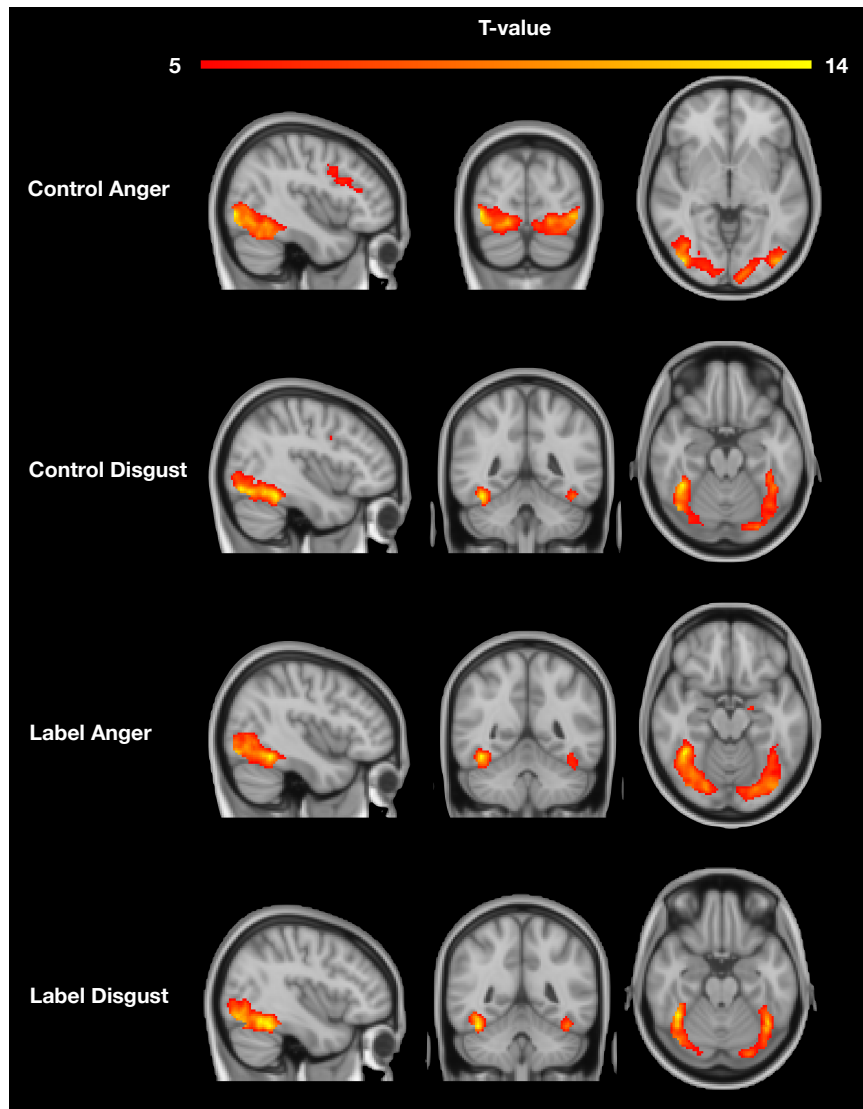 T-value
5 14
Control Anger
Control Disgust
Label Anger
Label Disgust